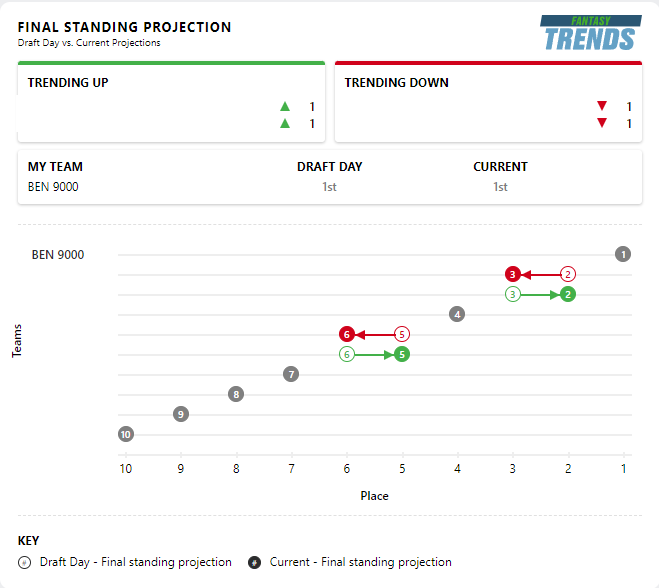 FINAL STANDING PROJECTION
Draft Day vs. Current Projections
FANTASY
TRENDS
TRENDING UP
1
1
TRENDING DOWN
1
1
MY TEAM DRAFT DAY CURRENT
BEN 9000 1st 1st
BEN 9000 1
3 2
3 2
4
6 5
6 5
7
8
9
10
Teams
10 9 8 7 6 5 4 3 2 1
Place
KEY
# Draft Day - Final standing projection # Current - Final standing projection